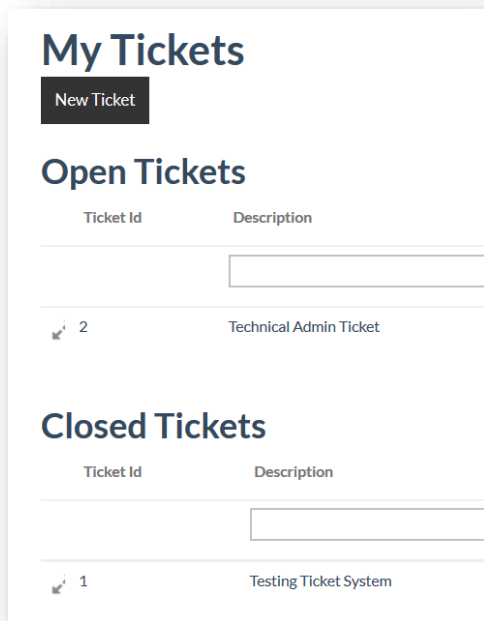 My Tickets
New Ticket
Open Tickets
Ticket Id Description
2 Technical Admin Ticket
Closed Tickets
Ticket Id Description
1 Testing Ticket System